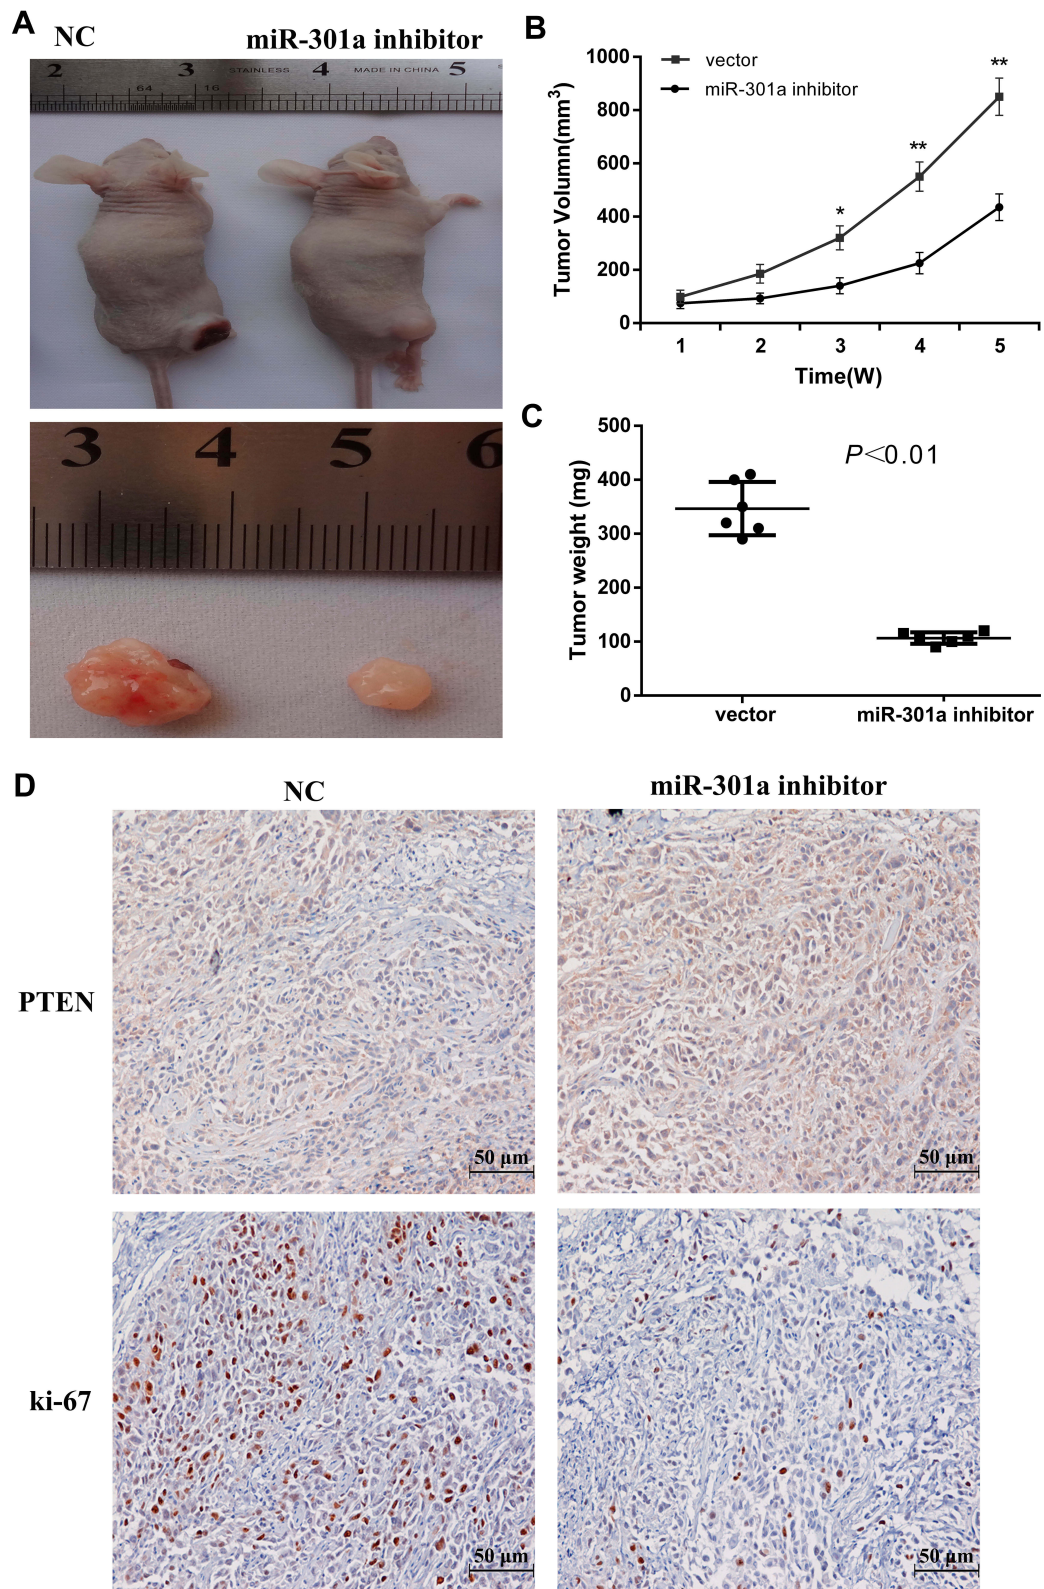 A
NC
miR-301a inhibitor
2 3 STAINLESS 4 MADE IN CHINA 5
64 16
3 4 5 6
B
vector
miR-301a inhibitor
1000
800
600
400
200
0
Tumor Volumn(mm3)
*
**
**
1 2 3 4 5
Time(W)
C
500
400
300
200
100
0
Tumor weight (mg)
P<0.01
vector
miR-301a inhibitor
D
NC
miR-301a inhibitor
PTEN
50 μm
50 μm
ki-67
50 μm
50 μm